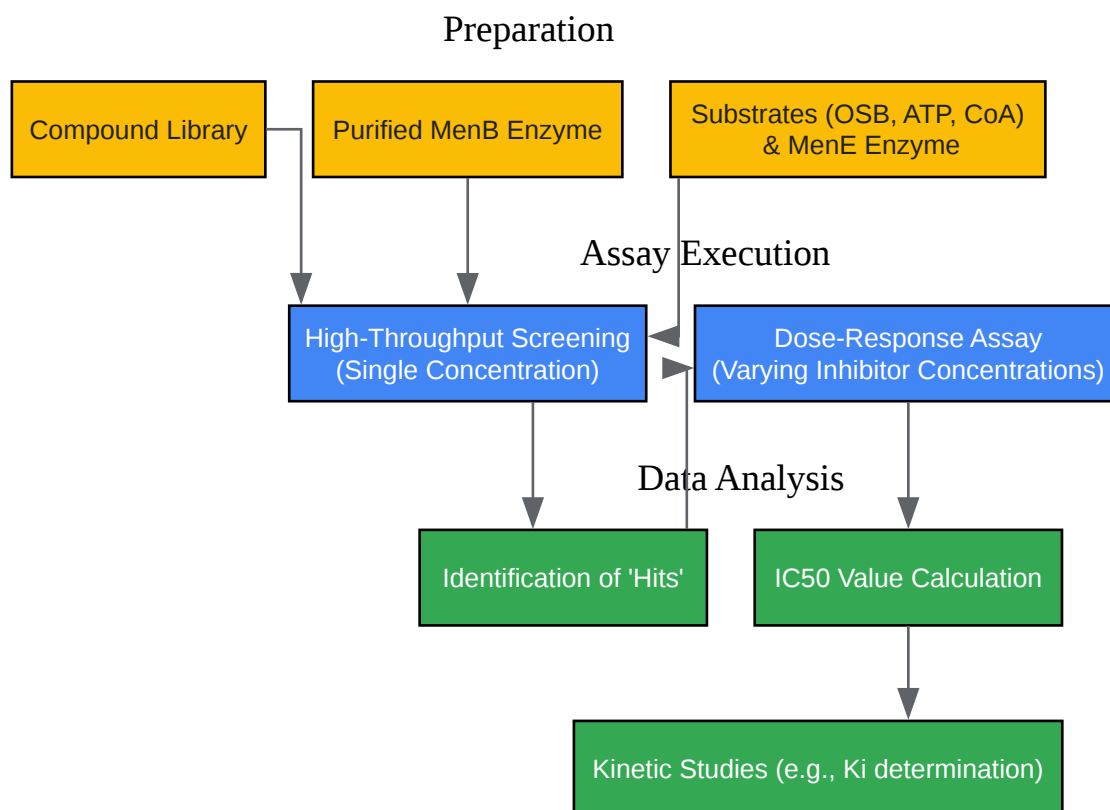 Preparation
Compound Library
Purified MenB Enzyme
Substrates (OSB, ATP, CoA)
& MenE Enzyme
Assay Execution
High-Throughput Screening
(Single Concentration)
Dose-Response Assay
(Varying Inhibitor Concentrations)
Data Analysis
Identification of 'Hits'
IC50 Value Calculation
Kinetic Studies (e.g., Ki determination)